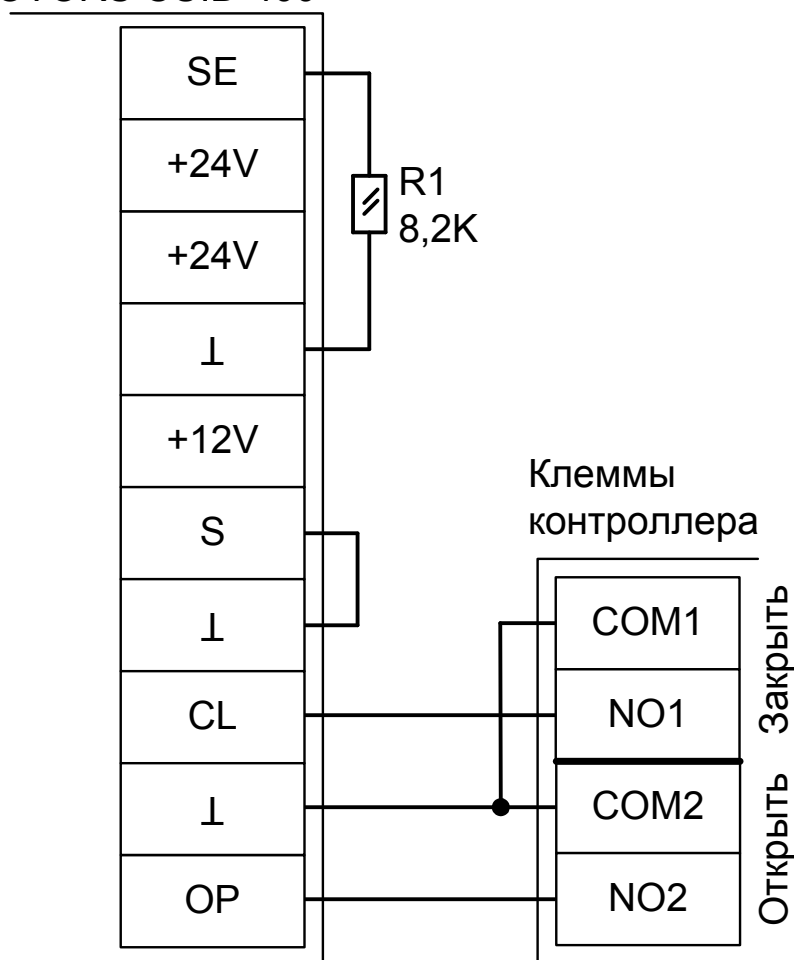 SE
+24V
+24V
⊥
+12V
S
⊥
CL
⊥
OP
R1
8,2K
Клеммы
контроллера
COM1
NO1
COM2
NO2
Закрыть
Открыть